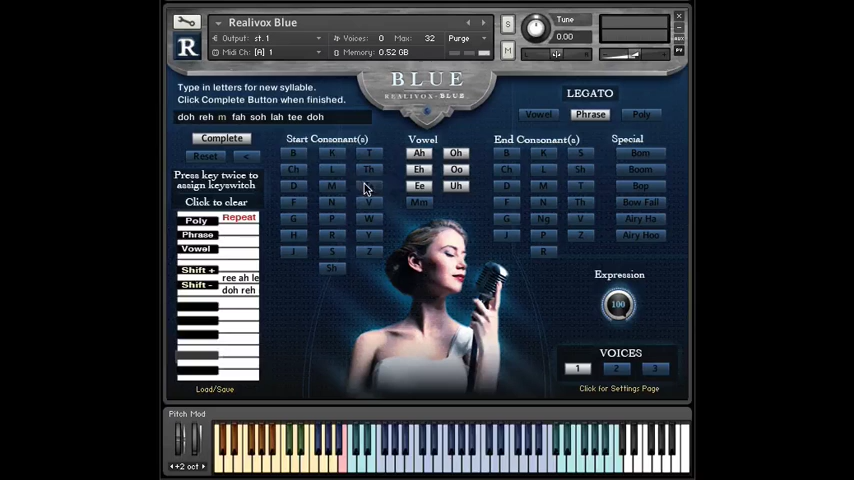 Realivox Blue
Output: st. 1
Voices: 0 Max: 32 Purge
Midi Ch: [A] 1
Memory: 0.52 GB
S
M
Tune
0.00
L R
AUX
PV
R
Type in letters for new syllable.
Click Complete Button when finished.
doh reh m fah soh lah tee doh
BLUE
REALIVOX-BLUE
LEGATO
Vowel Phrase Poly
Complete
Reset <
Press key twice to
assign keyswitch
Click to clear
Poly Repeat
Phrase
Vowel
Shift +
ree ah le
Shift -
doh reh
Load/Save
Start Consonant(s)
B K T
Ch L Th
D M
F N V
G P W
H R Y
J S Z
Sh
Vowel
Ah Oh
Eh Oo
Ee Uh
Mm
End Consonant(s)
B K S
Ch L Sh
D M T
F N Th
G Ng V
J P Z
R
Special
Bom
Boom
Bop
Bow Fall
Airy Ha
Airy Hoo
Expression
100
VOICES
1 2 3
Click for Settings Page
Pitch Mod
+2 oct